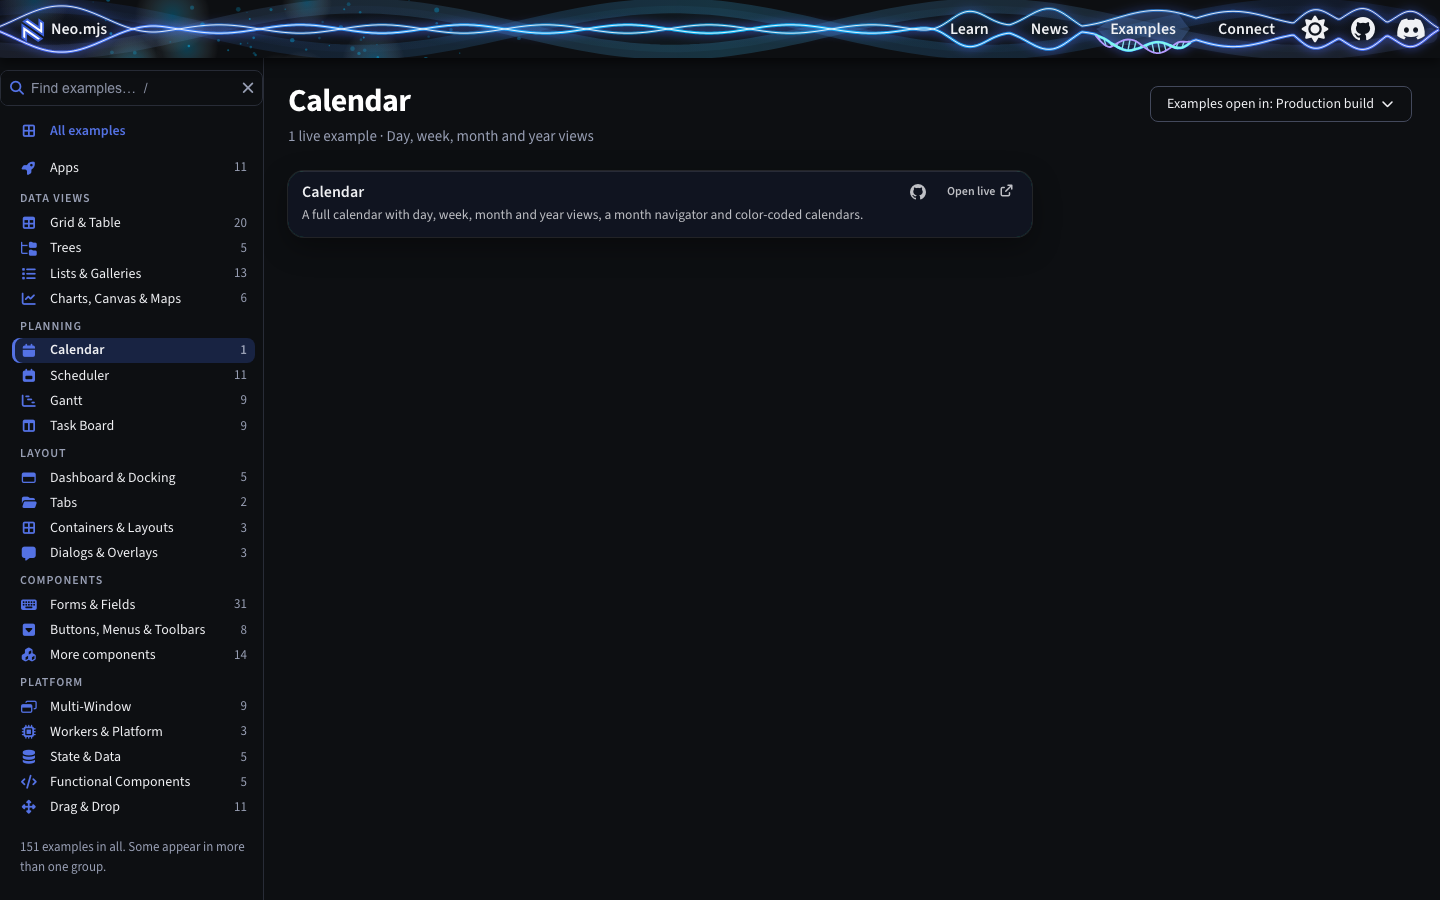 Neo.mjs
Learn
News
Examples
Connect
Find examples… /
All examples
Apps 11
DATA VIEWS
Grid & Table 20
Trees 5
Lists & Galleries 13
Charts, Canvas & Maps 6
PLANNING
Calendar 1
Scheduler 11
Gantt 9
Task Board 9
LAYOUT
Dashboard & Docking 5
Tabs 2
Containers & Layouts 3
Dialogs & Overlays 3
COMPONENTS
Forms & Fields 31
Buttons, Menus & Toolbars 8
More components 14
PLATFORM
Multi-Window 9
Workers & Platform 3
State & Data 5
Functional Components 5
Drag & Drop 11
151 examples in all. Some appear in more
than one group.
Calendar
1 live example · Day, week, month and year views
Examples open in: Production build
Calendar
Open live
A full calendar with day, week, month and year views, a month navigator and color-coded calendars.